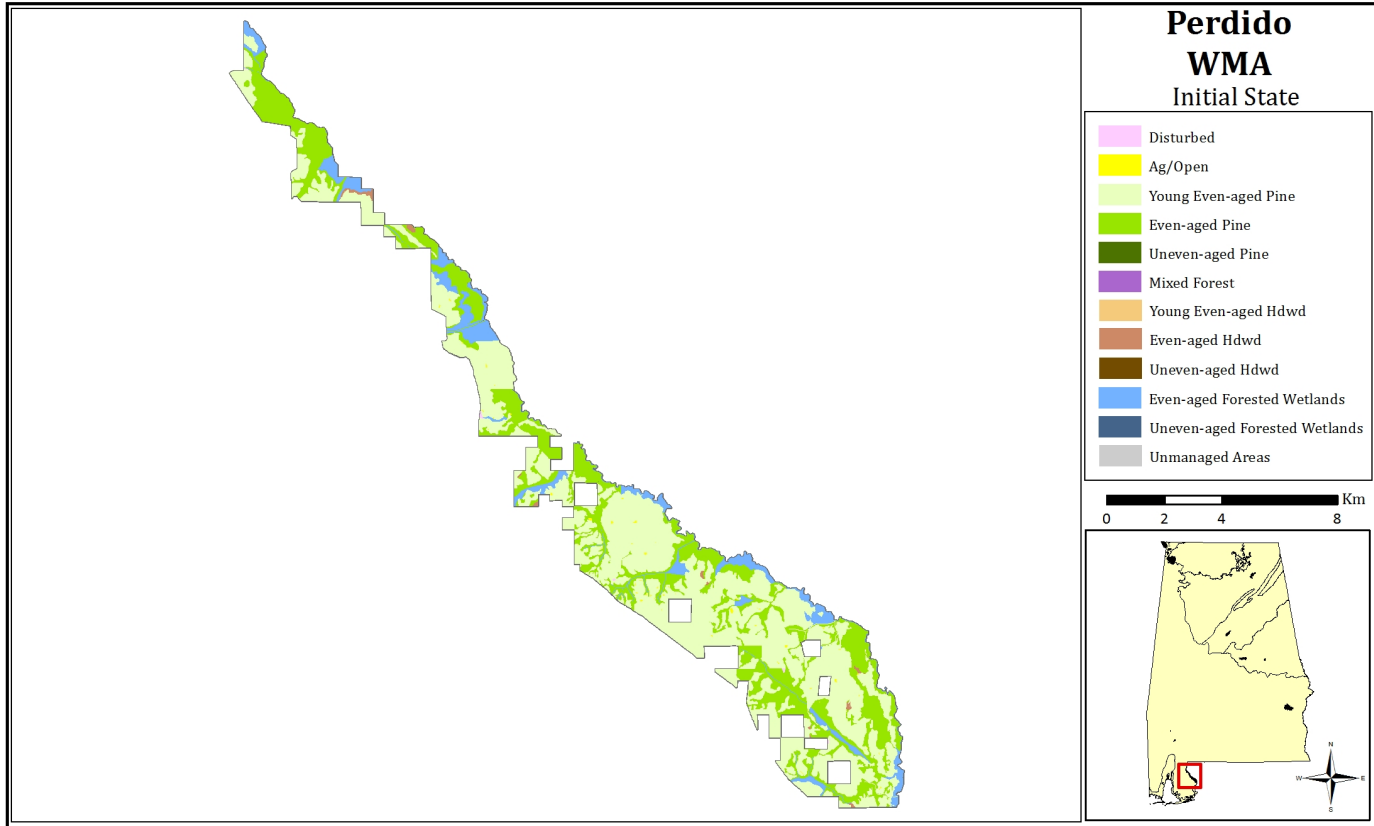 Perdido
WMA
Initial State
Disturbed
Ag/Open
Young Even-aged Pine
Even-aged Pine
Uneven-aged Pine
Mixed Forest
Young Even-aged Hdwd
Even-aged Hdwd
Uneven-aged Hdwd
Even-aged Forested Wetlands
Uneven-aged Forested Wetlands
Unmanaged Areas
Km
0 2 4 8
N
W E
S